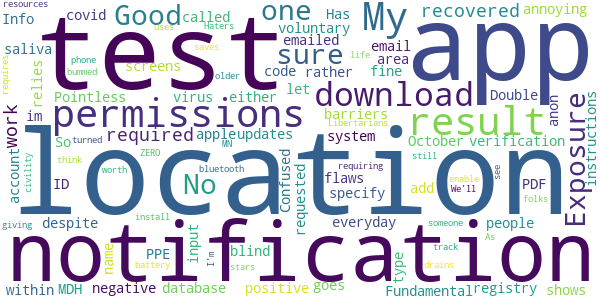 resources
Info
covid
Good
called
one
Has
voluntary
My
recovered
annoying
Haters
uses
saliva
phone
bummed
screens
test
sure
emailed
email
area
app
requires
work
relies
Pointless
older
saves
virus
either
code
rather
life
fine
let
download
Double
barriers
anon
instructions
im
permissions
result
So
turned
required
appleupdates
system
Libertarians
October
verification
account
think
ZERO
MN
Confused
requested
requiring
still
see
Exposure
ID
civility
worth
bluetooth
No
flaws
specify
location
add
enable
We'll
PDF
folks
giving
install
despite
name
PPE
input
I'm
blind
everyday
type
track
someone
As
people
notification
battery
stars
drains
within
MDH
negative
database
positive
goes
Fundamental
registry
shows